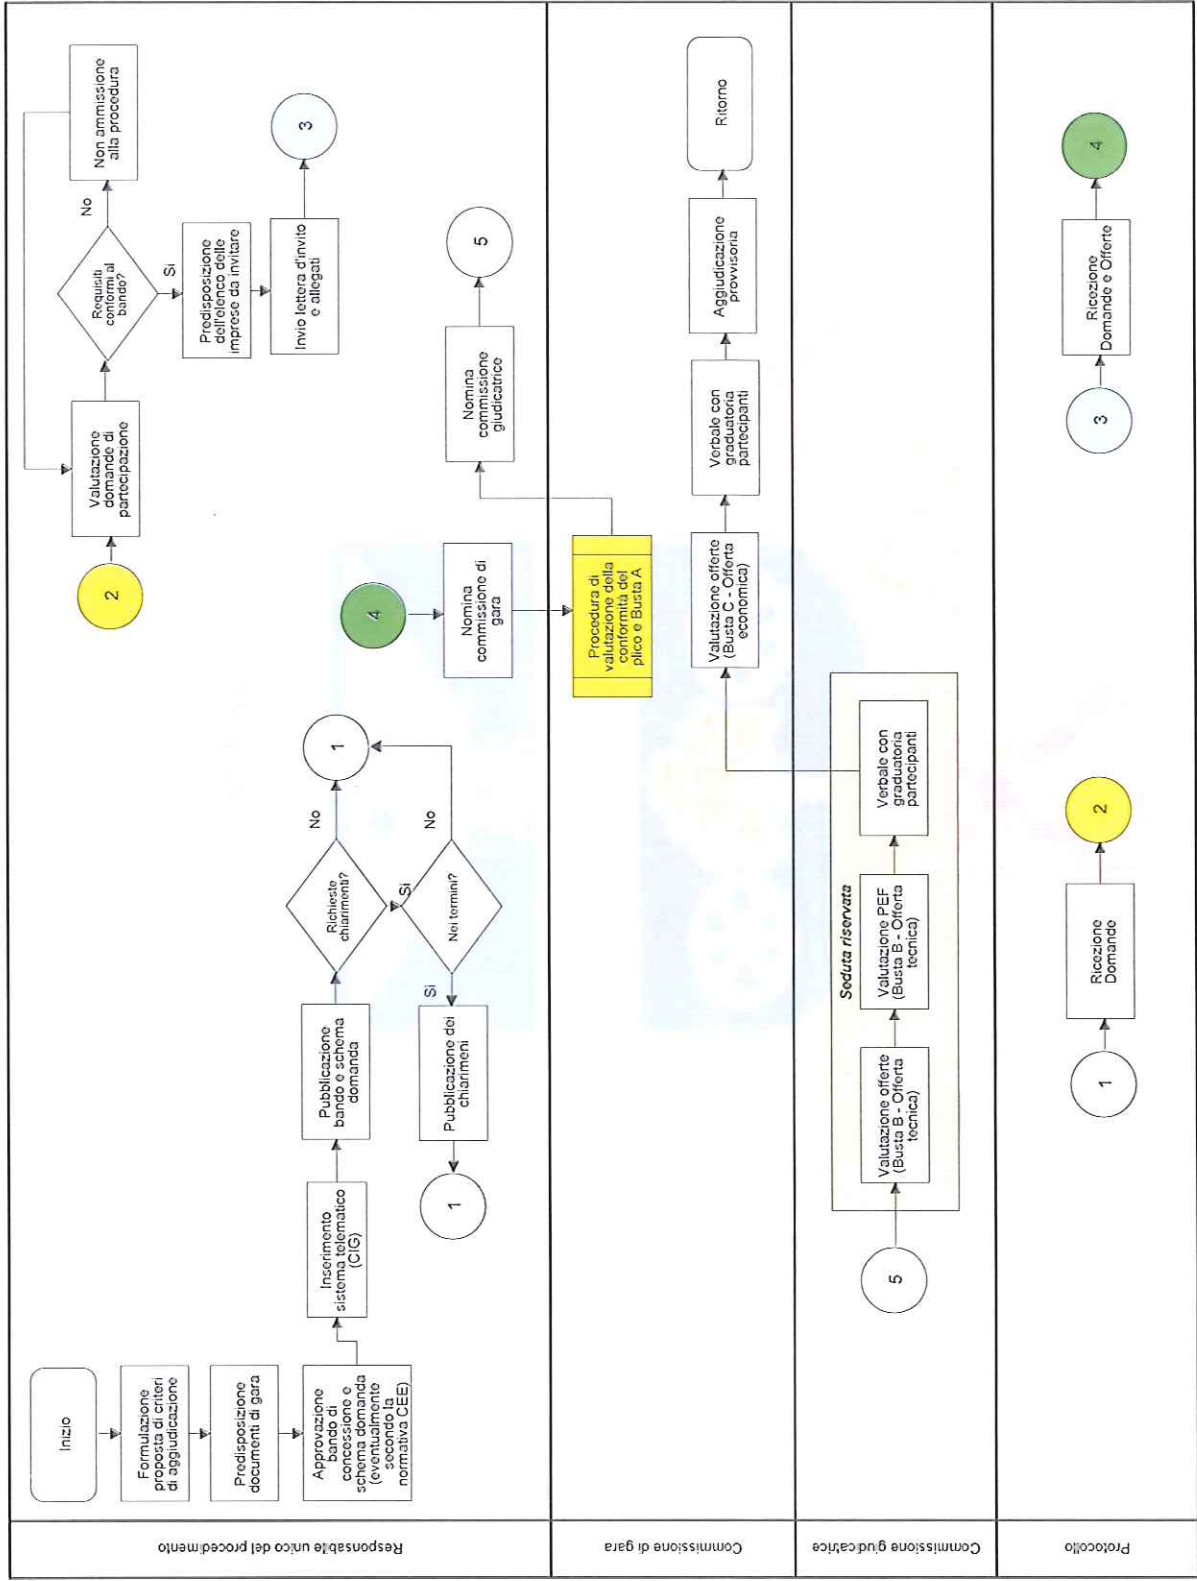 Responsabile unico del procedimento
Inizio
Formulazione
proposta di criteri
di aggiudicazione
Predisposizione
documenti di gara
Approvazione
bando di
concessione e
schema domanda
(eventualmente
secondo la
normativa CEE)
Inserimento
sistema telematico
(CIG)
Pubblicazione
bando e schema
domanda
Richieste
chiarimenti?
No
1
Si
Nei termini?
No
Si
Pubblicazione dei
chiarimeni
1
2
Valutazione
domande di
partecipazione
Requisiti
conformi al
bando?
No
Non ammissione
alla procedura
Si
Predisposizione
dell'elenco delle
imprese da invitare
Invio lettera d'invito
e allegati
3
4
Nomina
commissione di
gara
Nomina
commissione
giudicatrice
5
Commissione di gara
Procedura di
valutazione della
conformità del
plico e Busta A
Valutazione offerte
(Busta C - Offerta
economica)
Verbale con
graduatoria
partecipanti
Aggiudicazione
provvisoria
Ritorno
Commissione giudicatrice
5
Seduta riservata
Valutazione offerte
(Busta B - Offerta
tecnica)
Valutazione PEF
(Busta B - Offerta
tecnica)
Verbale con
graduatoria
partecipanti
Protocollo
1
Ricezione
Domande
2
3
Ricezione
Domande e Offerte
4